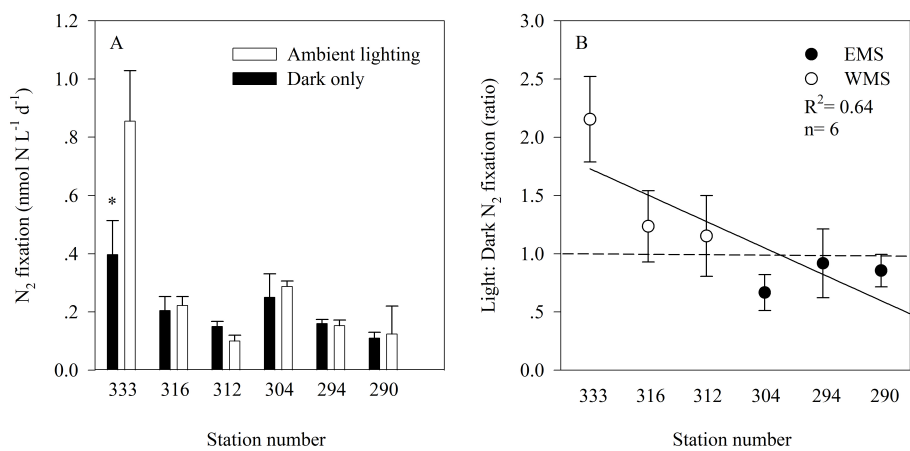 A
Ambient lighting
Dark only
1.2
1.0
.8
.6
.4
.2
0.0
*
N2 fixation (nmol N L-1 d-1)
333 316 312 304 294 290
Station number
B
EMS
WMS
R2= 0.64
n= 6
3.0
2.5
2.0
1.5
1.0
.5
0.0
Light: Dark N2 fixation (ratio)
333 316 312 304 294 290
Station number